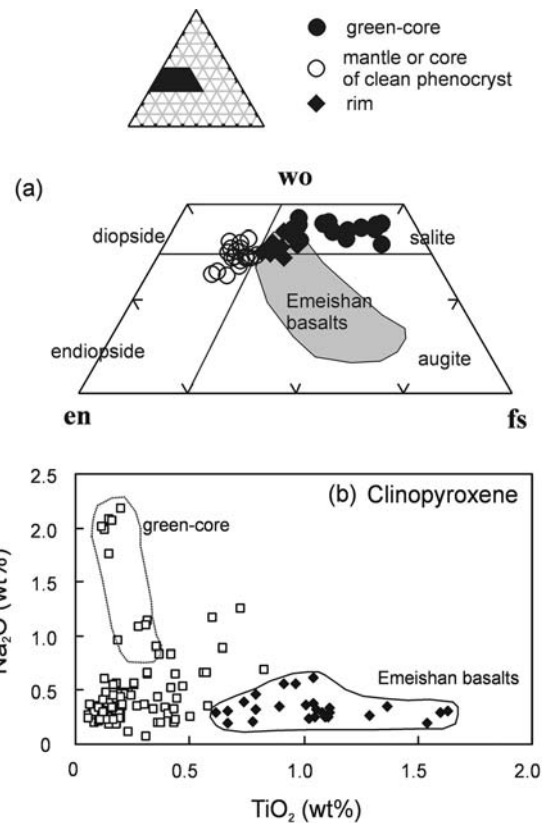 green-core
mantle or core
of clean phenocryst
rim
(a)
wo
diopside
salite
Emeishan
basalts
endiopside
augite
en
fs
2.5
(b) Clinopyroxene
green-core
2.0
1.5
Na₂O (wt%)
1.0
Emeishan basalts
0.5
0
0
0.5
1.0
1.5
2.0
TiO₂ (wt%)